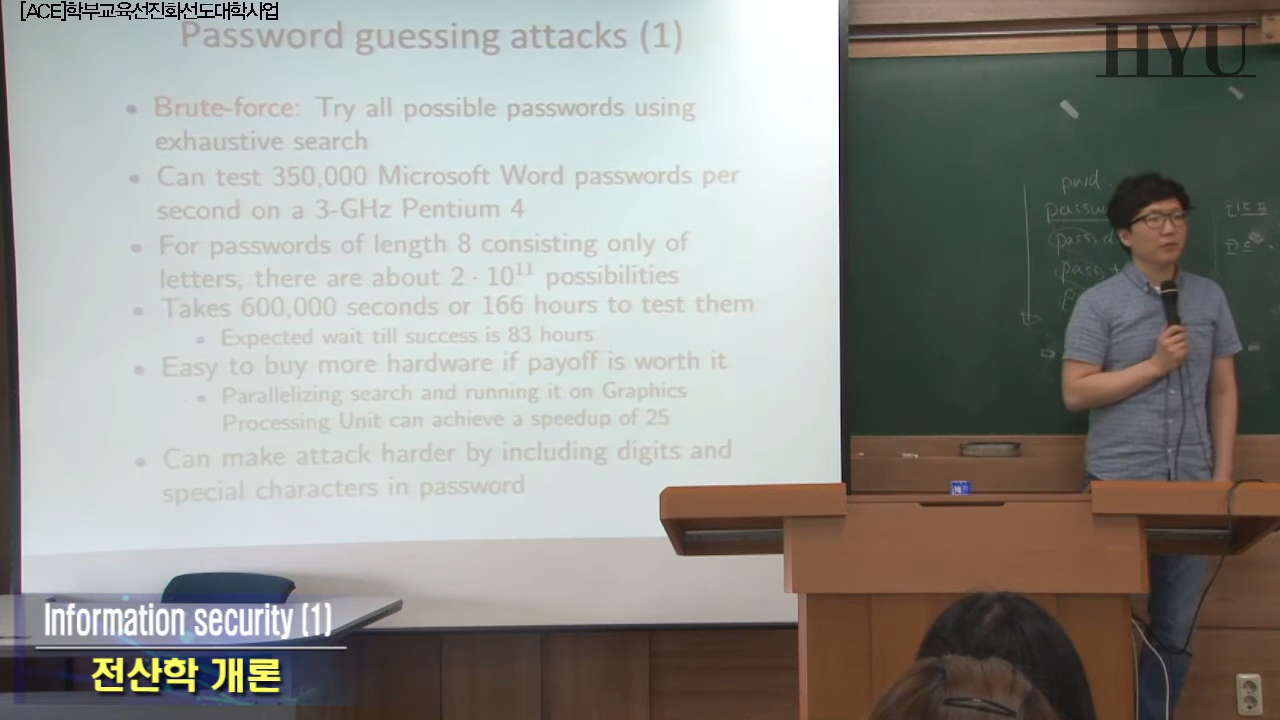 [ACE]학부교육선진화선도대학사업
HYU
Password guessing attacks (1)
• Brute-force: Try all possible passwords using
exhaustive search
• Can test 350,000 Microsoft Word passwords per
second on a 3-GHz Pentium 4
• For passwords of length 8 consisting only of
letters, there are about 2 · 10¹¹ possibilities
• Takes 600,000 seconds or 166 hours to test them
• Expected wait till success is 83 hours
• Easy to buy more hardware if payoff is worth it
• Parallelizing search and running it on Graphics
Processing Unit can achieve a speedup of 25
• Can make attack harder by including digits and
special characters in password
pwd
Information security (1)
전산학 개론